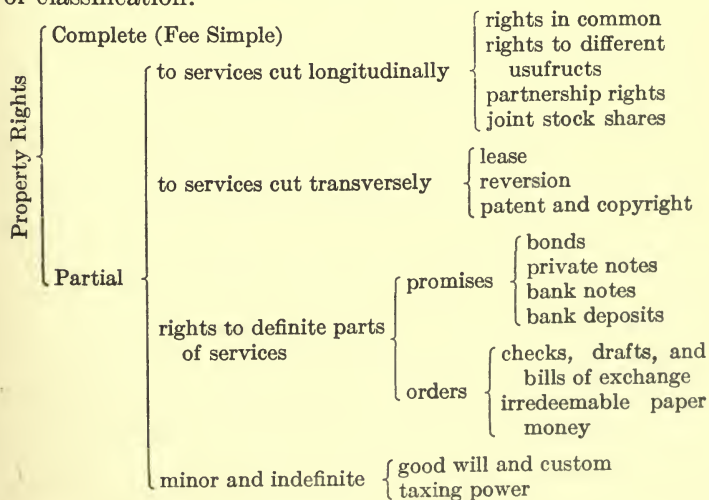 of classification:
Property Rights
Complete (Fee Simple)
Partial
to services cut longitudinally
rights in common
rights to different
usufructs
partnership rights
joint stock shares
to services cut transversely
lease
reversion
patent and copyright
rights to definite parts
of services
promises
bonds
private notes
bank notes
bank deposits
orders
checks, drafts, and
bills of exchange
irredeemable paper
money
minor and indefinite
good will and custom
taxing power